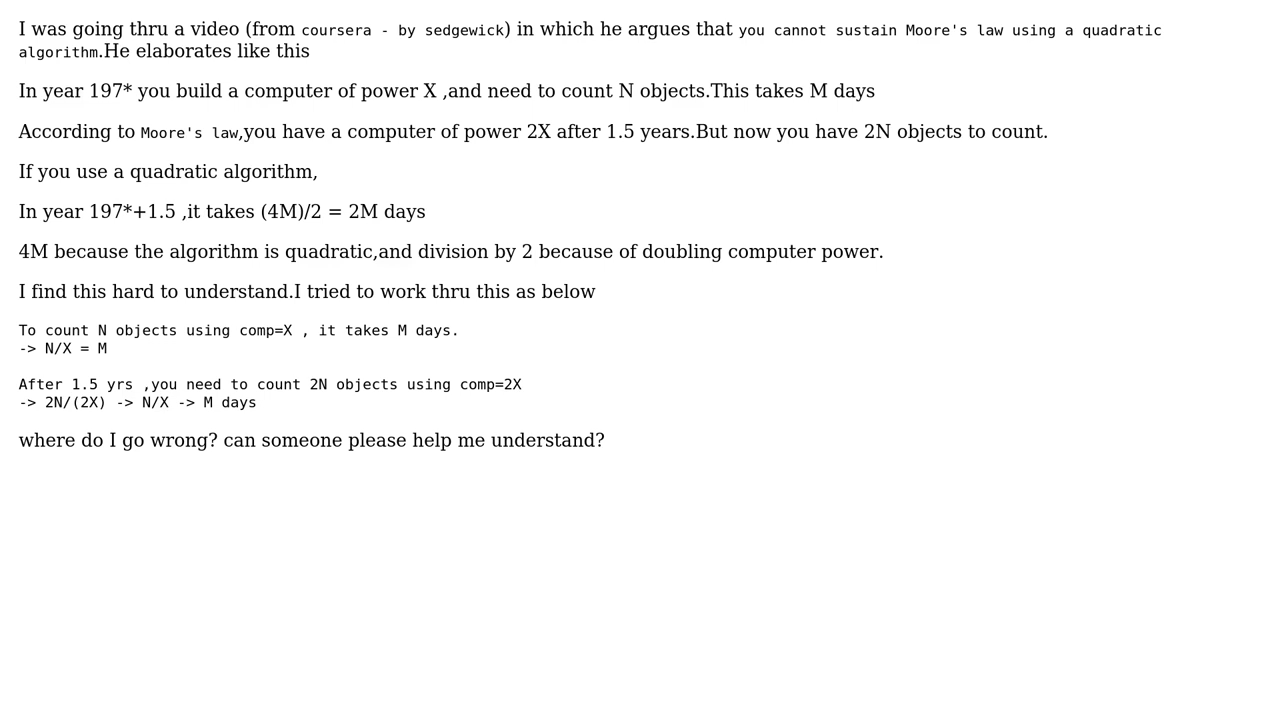 I was going thru a video (from coursera - by sedgewick) in which he argues that you cannot sustain Moore's law using a quadratic
algorithm.He elaborates like this
In year 197* you build a computer of power X ,and need to count N objects.This takes M days
According to Moore's law,you have a computer of power 2X after 1.5 years.But now you have 2N objects to count.
If you use a quadratic algorithm,
In year 197*+1.5 ,it takes (4M)/2 = 2M days
4M because the algorithm is quadratic,and division by 2 because of doubling computer power.
I find this hard to understand.I tried to work thru this as below
To count N objects using comp=X , it takes M days.
-> N/X = M
After 1.5 yrs ,you need to count 2N objects using comp=2X
-> 2N/(2X) -> N/X -> M days
where do I go wrong? can someone please help me understand?